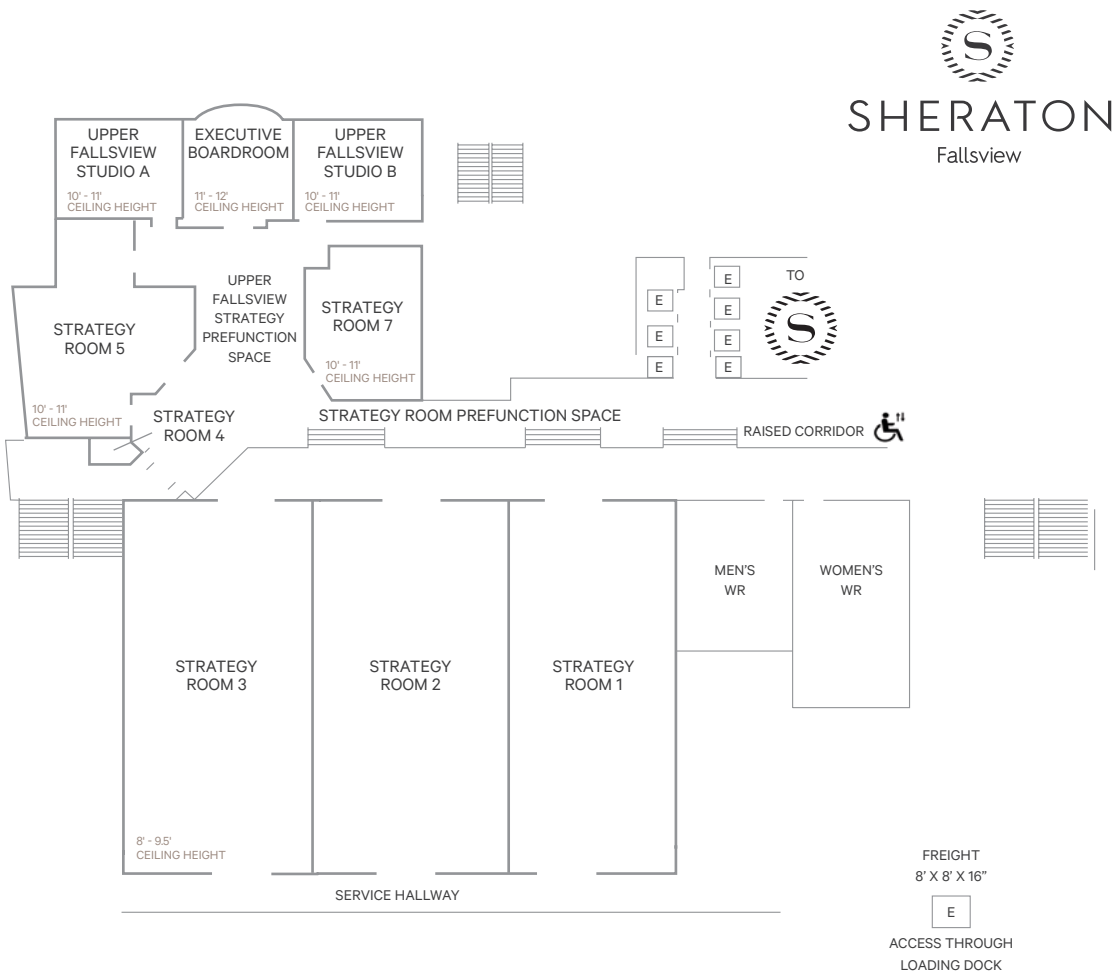 S
SHERATON
Fallsview
UPPER
FALLSVIEW
STUDIO A
10' - 11'
CEILING HEIGHT
EXECUTIVE
BOARDROOM
11' - 12'
CEILING HEIGHT
UPPER
FALLSVIEW
STUDIO B
10' - 11'
CEILING HEIGHT
UPPER
FALLSVIEW
STRATEGY
PREFUNCTION
SPACE
STRATEGY
ROOM 7
10' - 11'
CEILING HEIGHT
STRATEGY
ROOM 5
10' - 11'
CEILING HEIGHT
E
E
E
E
E
E
E
TO
S
STRATEGY
ROOM 4
STRATEGY ROOM PREFUNCTION SPACE
RAISED CORRIDOR
MEN'S
WR
WOMEN'S
WR
STRATEGY
ROOM 3
STRATEGY
ROOM 2
STRATEGY
ROOM 1
8' - 9.5'
CEILING HEIGHT
SERVICE HALLWAY
FREIGHT
8’ X 8’ X 16”
E
ACCESS THROUGH
LOADING DOCK